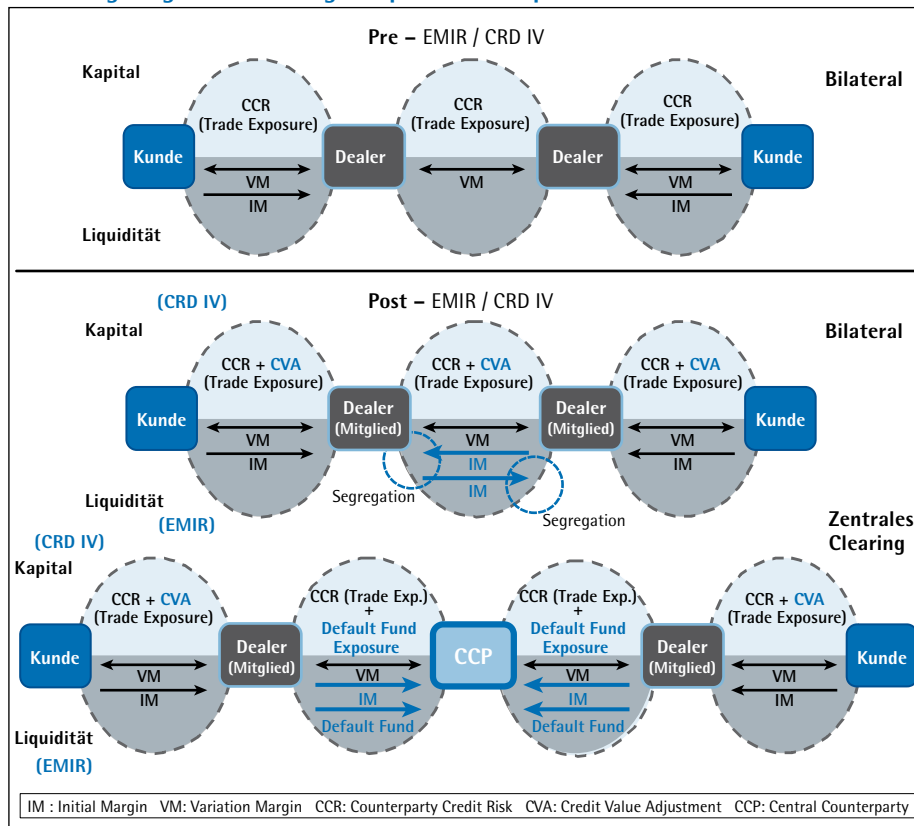 Pre – EMIR / CRD IV
Kapital
Bilateral
CCR
(Trade Exposure)
CCR
(Trade Exposure)
CCR
(Trade Exposure)
Kunde
Dealer
Dealer
Kunde
VM
VM
VM
IM
IM
Liquidität
(CRD IV)
Post – EMIR / CRD IV
Kapital
Bilateral
CCR + CVA
(Trade Exposure)
CCR + CVA
(Trade Exposure)
CCR + CVA
(Trade Exposure)
Kunde
Dealer
(Mitglied)
Dealer
(Mitglied)
Kunde
VM
VM
VM
IM
IM
IM
IM
Segregation
Segregation
Liquidität
(EMIR)
Zentrales
Clearing
(CRD IV)
Kapital
CCR + CVA
(Trade Exposure)
CCR (Trade Exp.)
+
Default Fund
Exposure
CCR (Trade Exp.)
+
Default Fund
Exposure
CCR + CVA
(Trade Exposure)
Kunde
Dealer
(Mitglied)
CCP
Dealer
(Mitglied)
Kunde
VM
VM
VM
VM
IM
IM
IM
IM
Default Fund
Default Fund
Liquidität
(EMIR)
IM : Initial Margin VM: Variation Margin CCR: Counterparty Credit Risk CVA: Credit Value Adjustment CCP: Central Counterparty